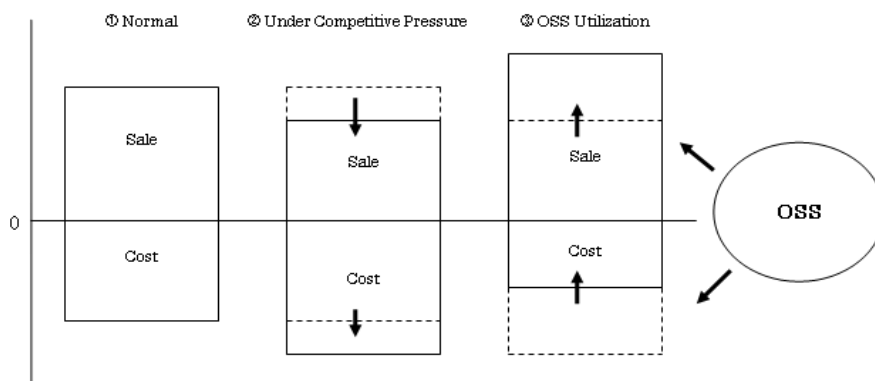 ① Normal
② Under Competitive Pressure
③ OSS Utilization
Sale
Sale
Sale
0
OSS
Cost
Cost
Cost